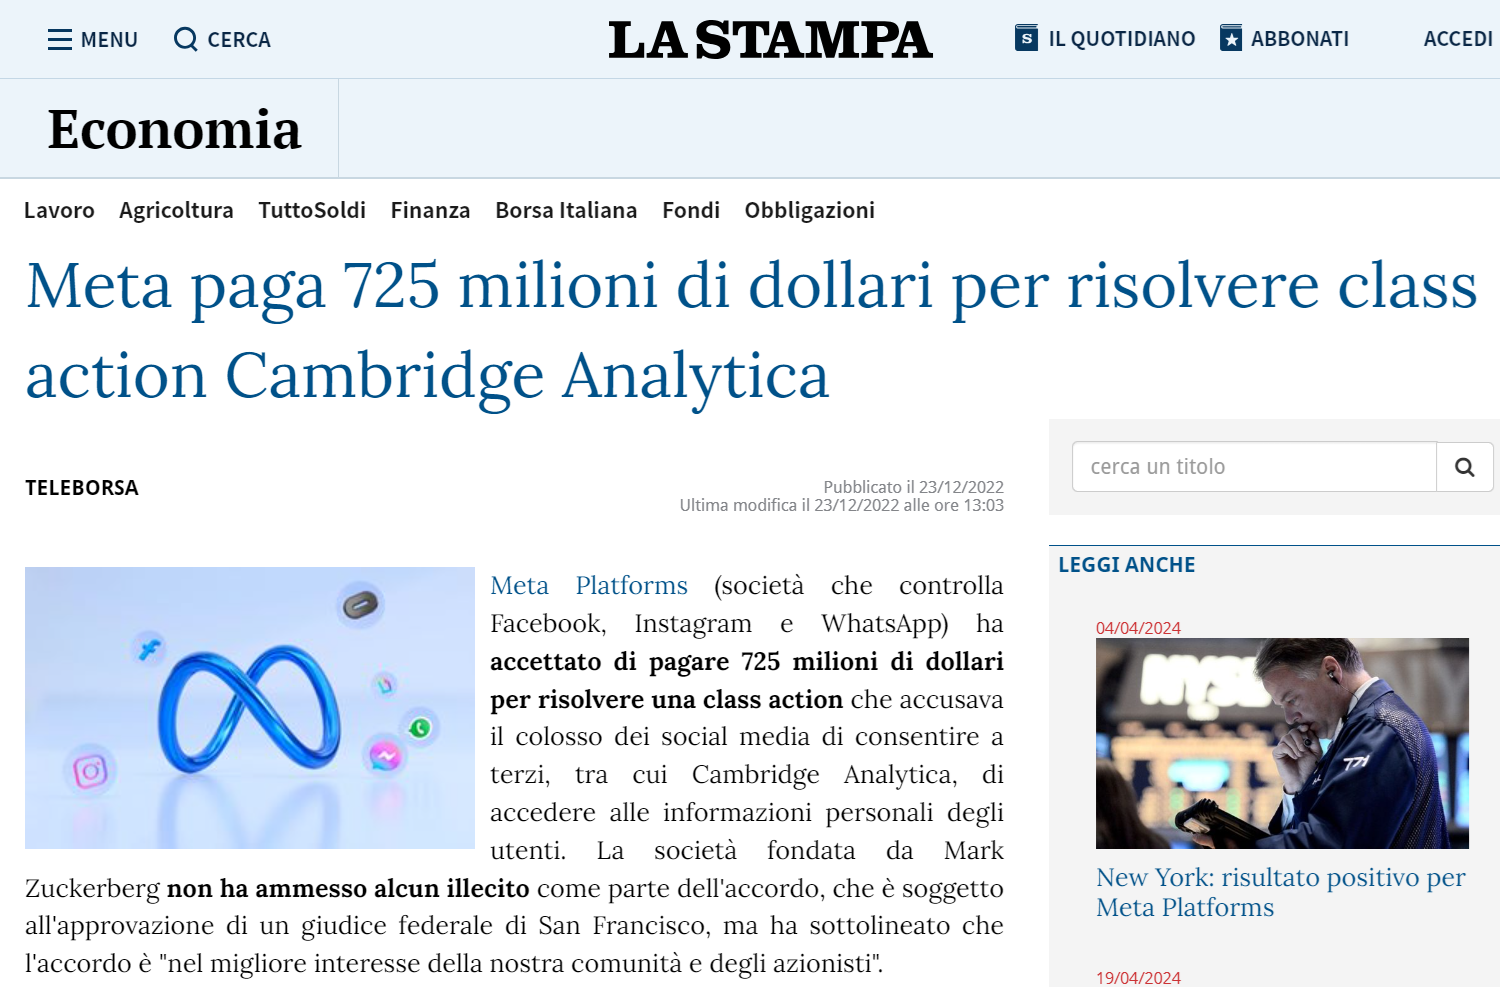 MENU
CERCA
LA STAMPA
S
IL QUOTIDIANO
ABBONATI
ACCEDI
Economia
Lavoro
Agricoltura
TuttoSoldi
Finanza
Borsa Italiana
Fondi
Obbligazioni
Meta paga 725 milioni di dollari per risolvere class
action Cambridge Analytica
TELEBORSA
Pubblicato il 23/12/2022
Ultima modifica il 23/12/2022 alle ore 13:03
Meta Platforms (società che controlla
Facebook, Instagram e WhatsApp) ha
accettato di pagare 725 milioni di dollari
per risolvere una class action che accusava
il colosso dei social media di consentire a
terzi, tra cui Cambridge Analytica, di
accedere alle informazioni personali degli
utenti. La società fondata da Mark
Zuckerberg non ha ammesso alcun illecito come parte dell'accordo, che è soggetto
all'approvazione di un giudice federale di San Francisco, ma ha sottolineato che
l'accordo è "nel migliore interesse della nostra comunità e degli azionisti".
cerca un titolo
LEGGI ANCHE
04/04/2024
NYSE
New York: risultato positivo per
Meta Platforms
19/04/2024